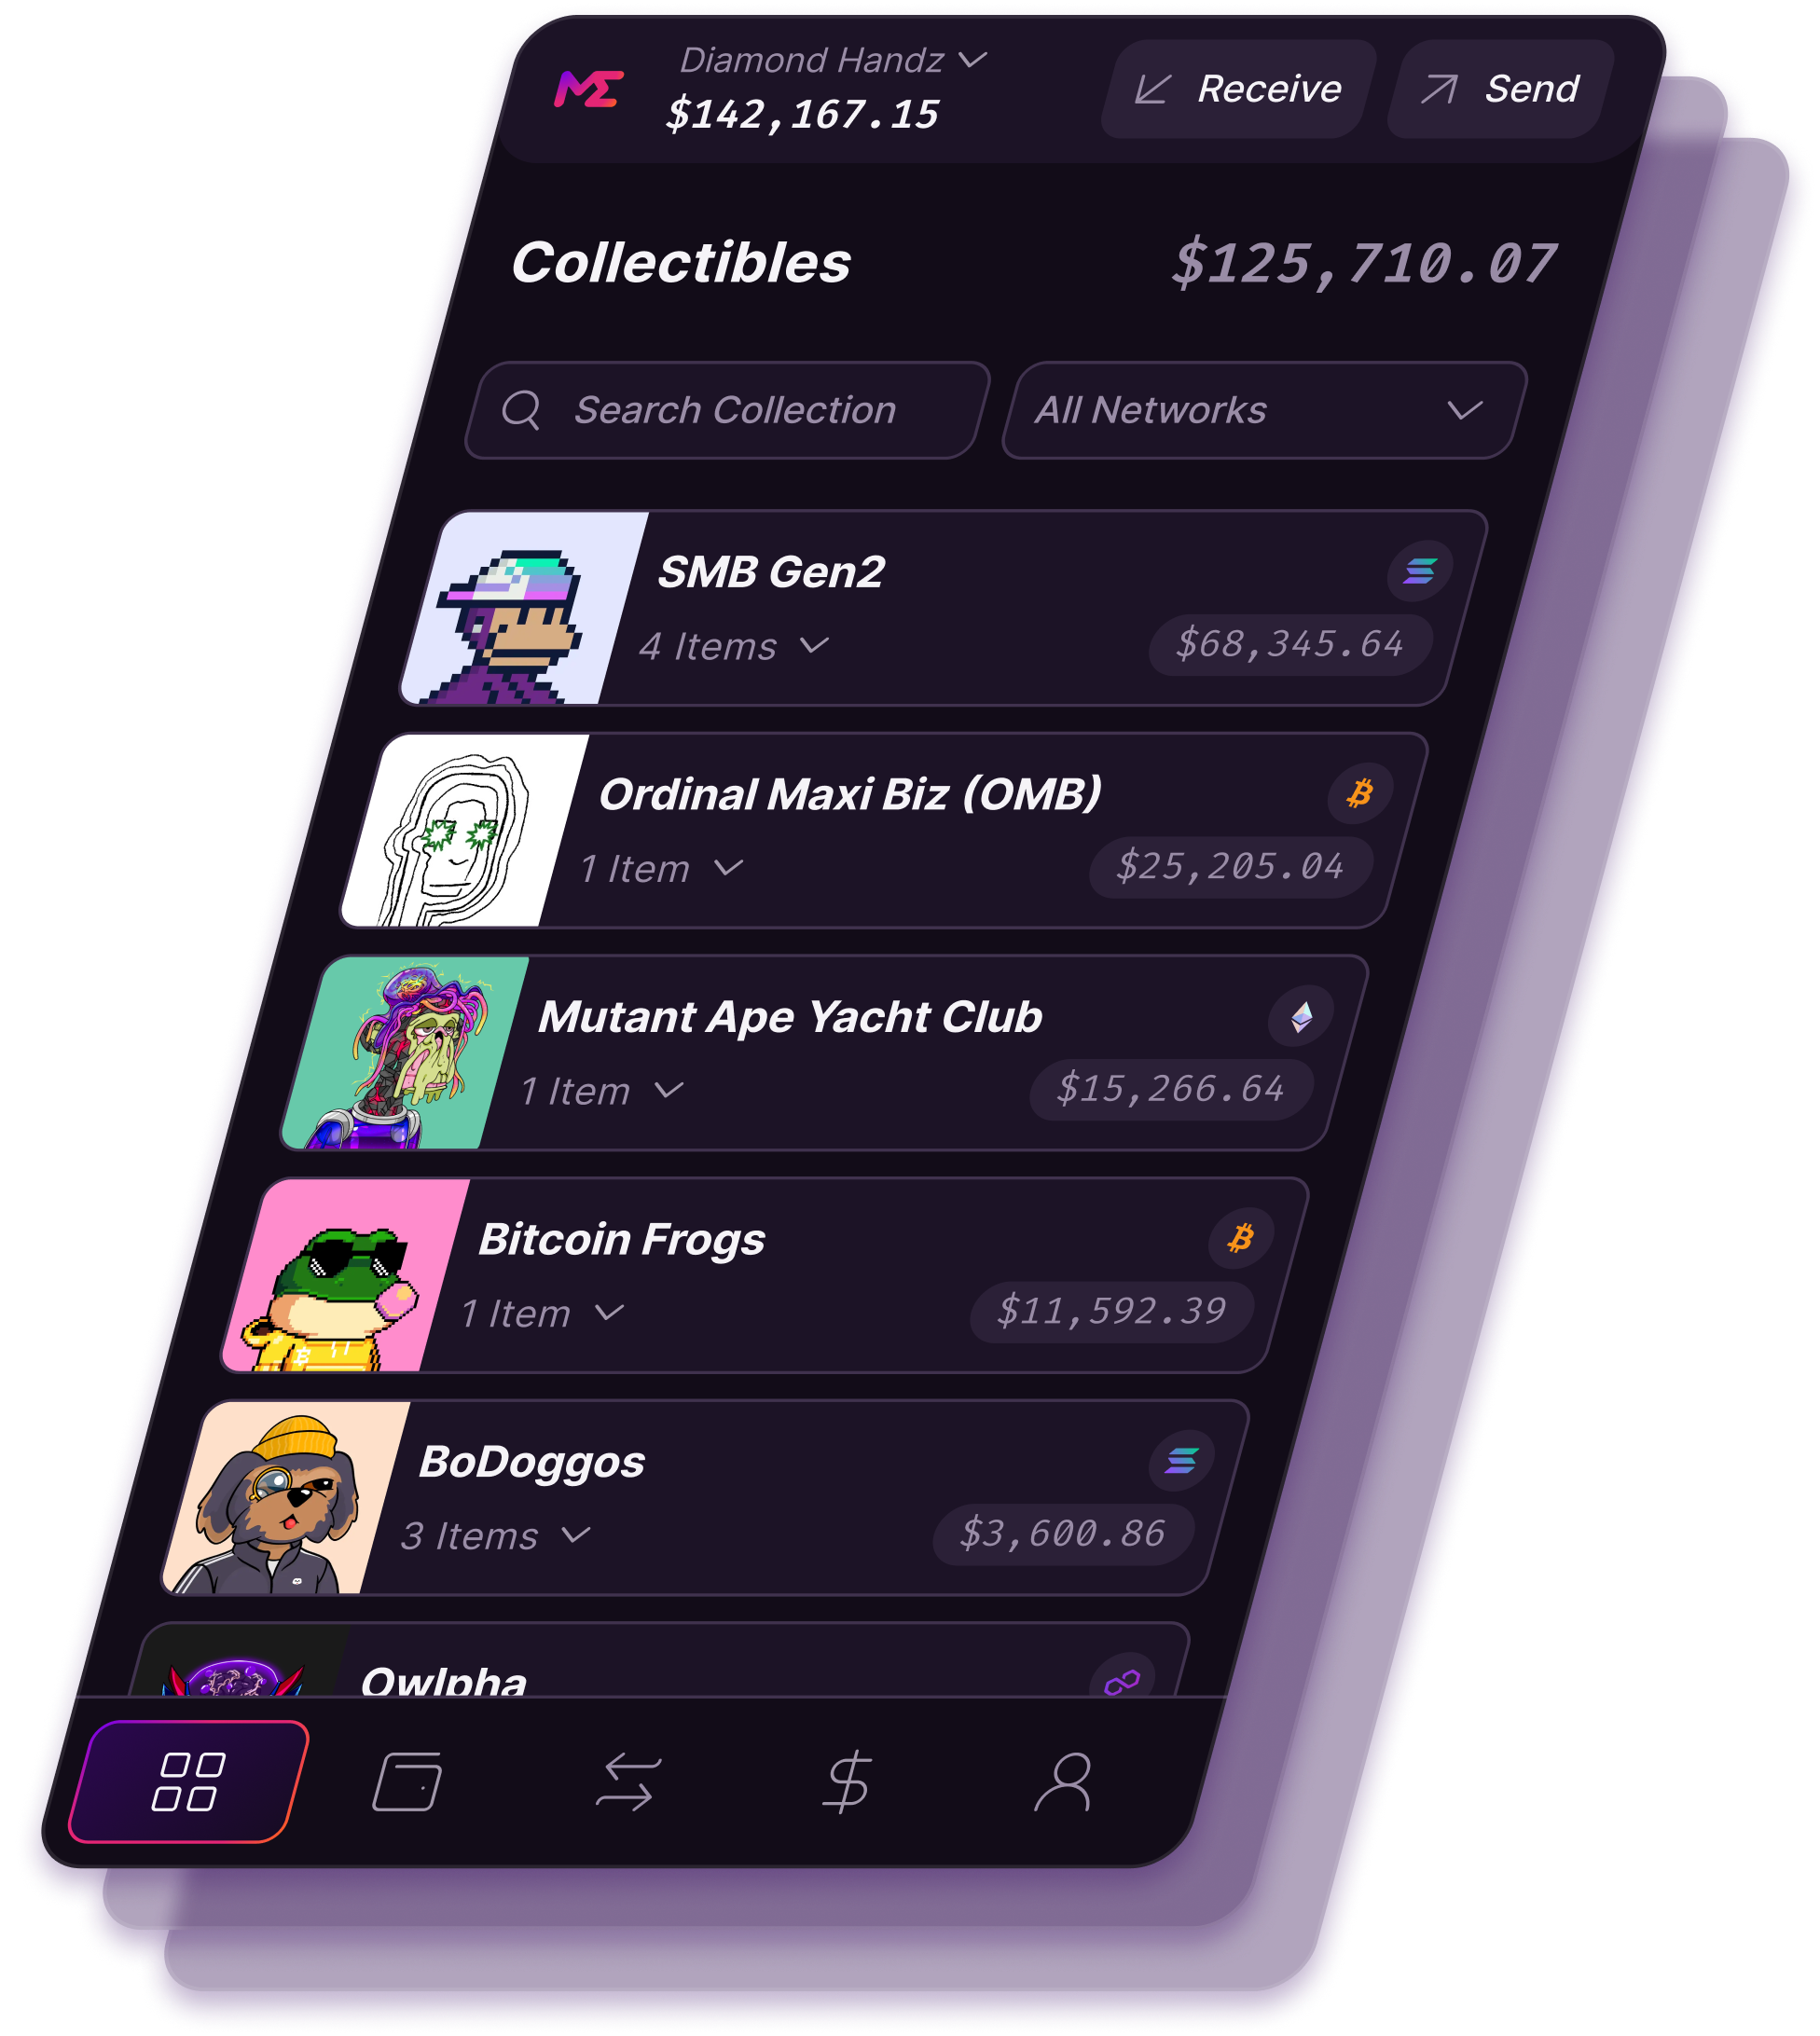 ME
Diamond Handz
$142,167.15
Receive
Send
Collectibles
$125,710.07
Search Collection
All Networks
SMB Gen2
4 Items
$68,345.64
Ordinal Maxi Biz (OMB)
1 Item
$25,205.04
Mutant Ape Yacht Club
1 Item
$15,266.64
Bitcoin Frogs
1 Item
$11,592.39
BoDoggos
3 Items
$3,600.86
Owlpha